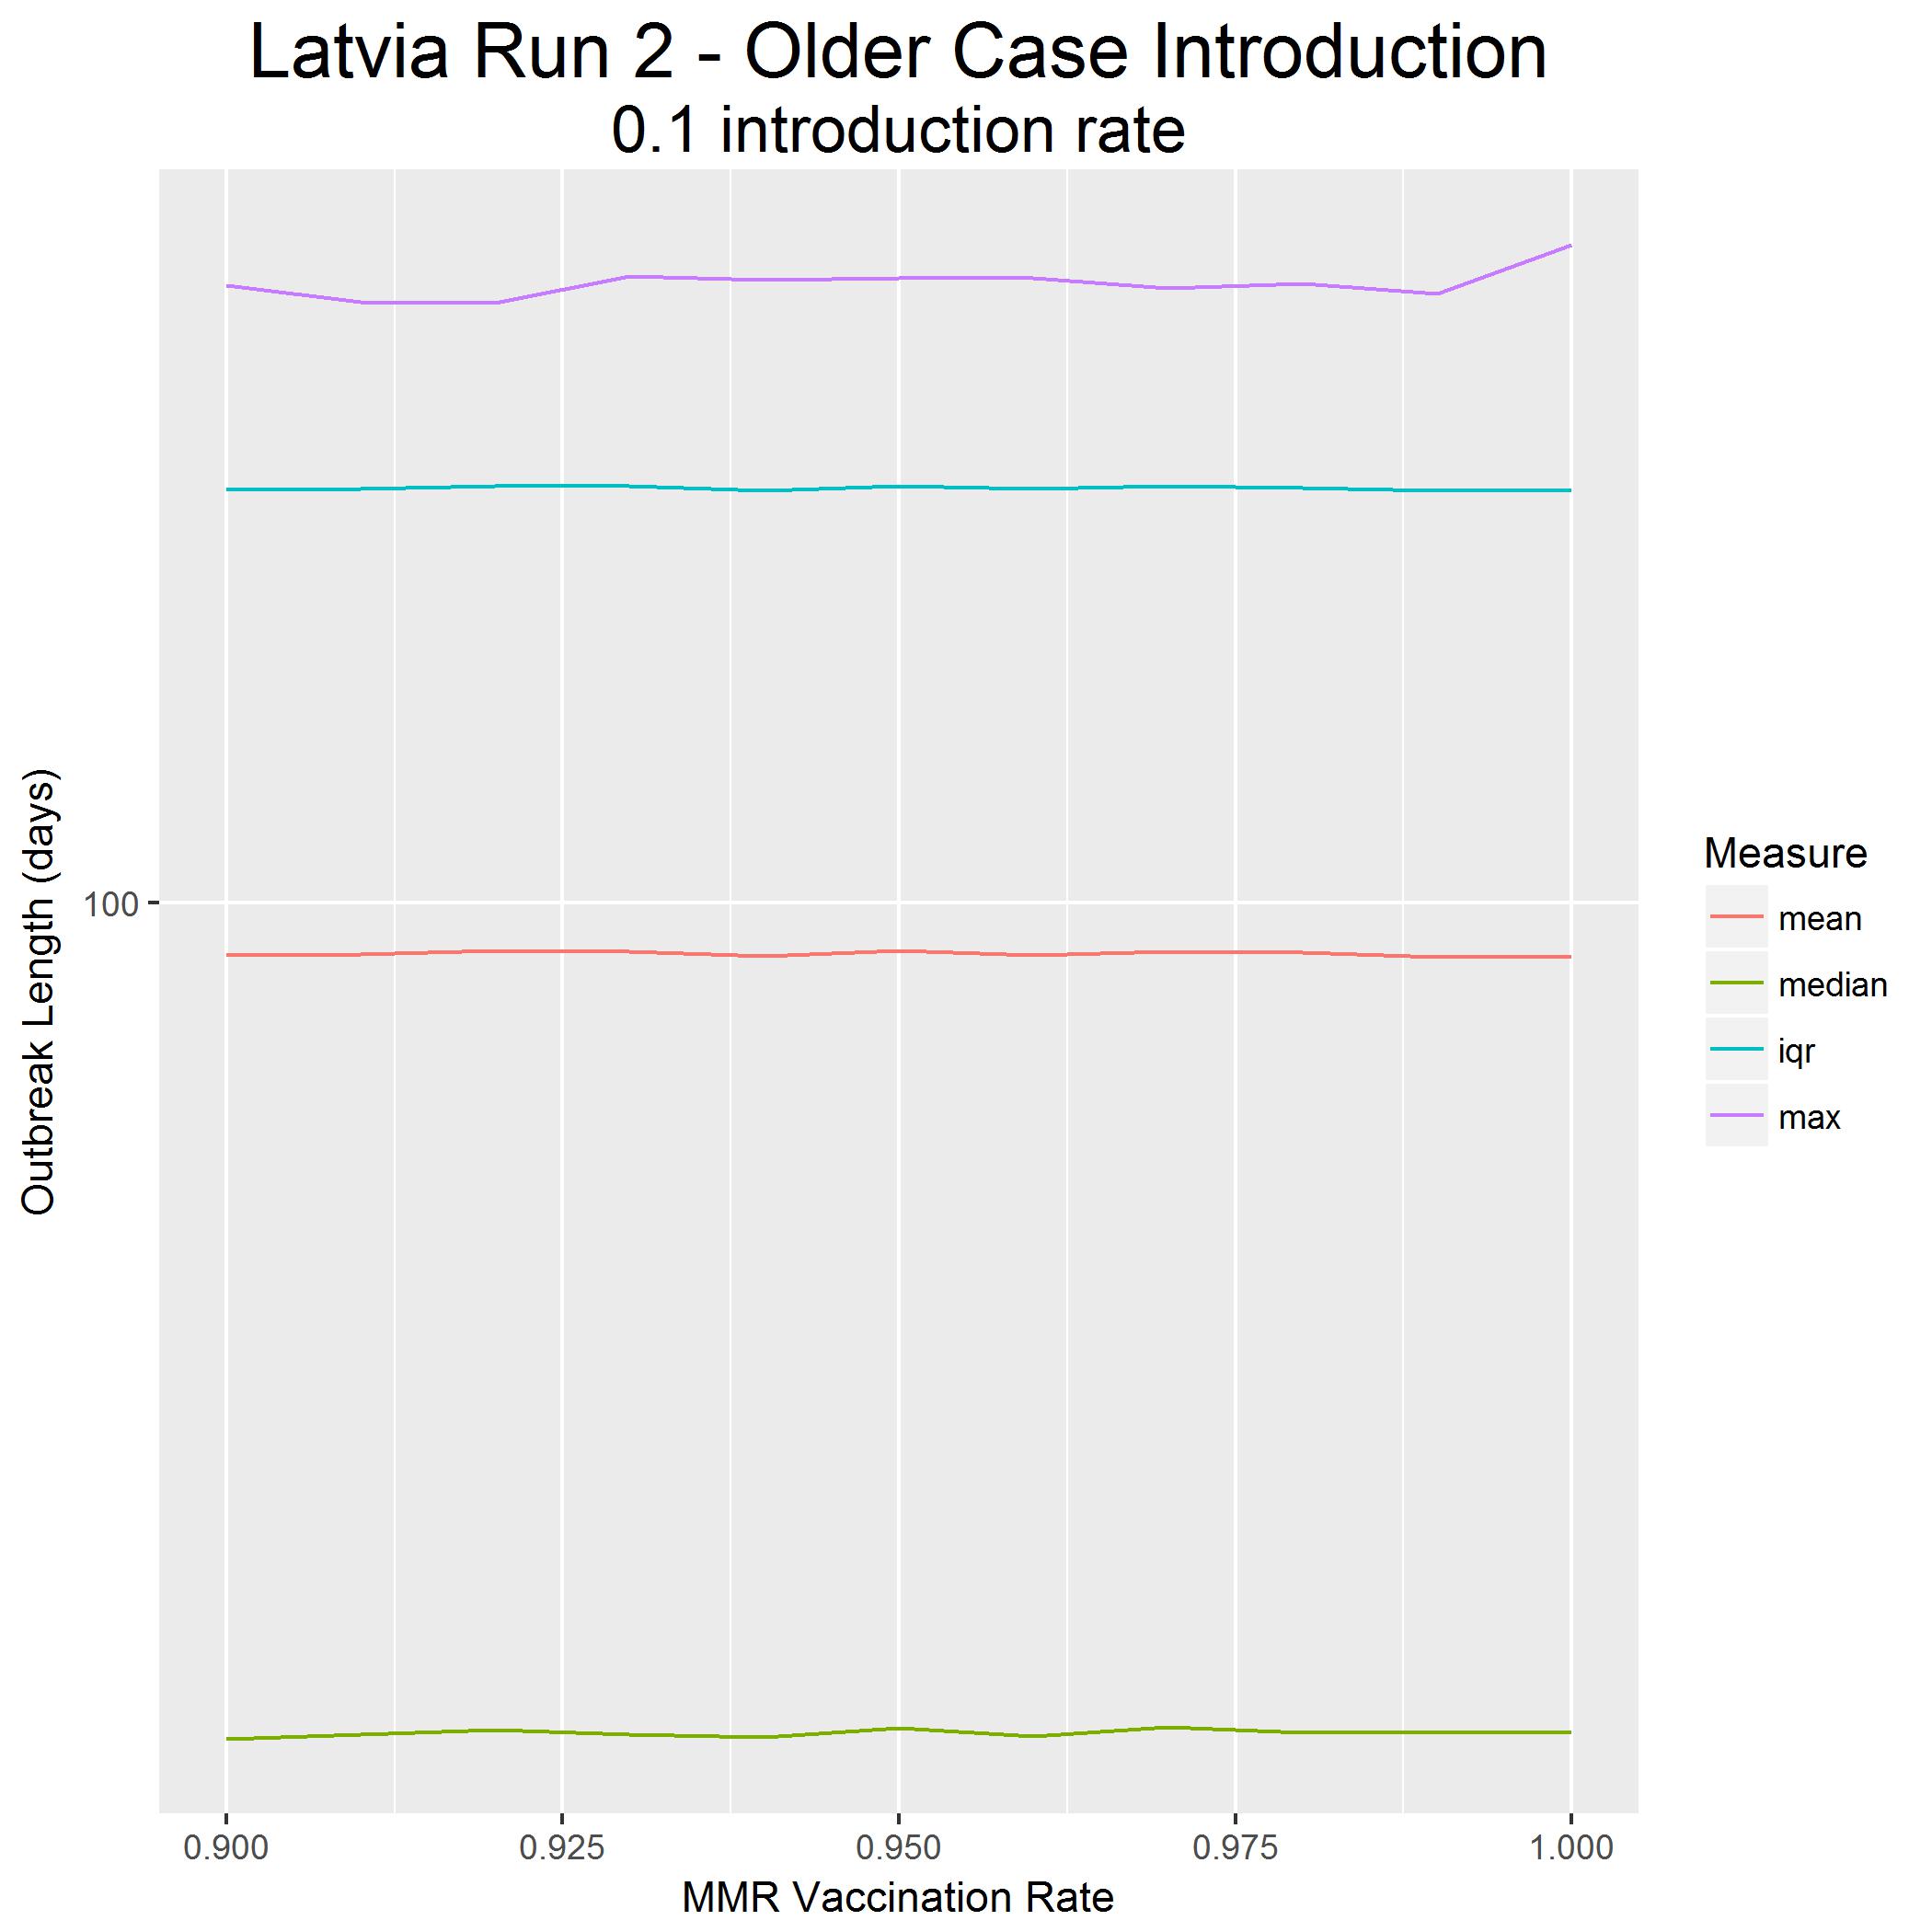 Latvia Run 2 - Older Case Introduction
0.1 introduction rate
Outbreak Length (days)
100
0.900
0.925
0.950
0.975
1.000
MMR Vaccination Rate
Measure
mean
median
iqr
max